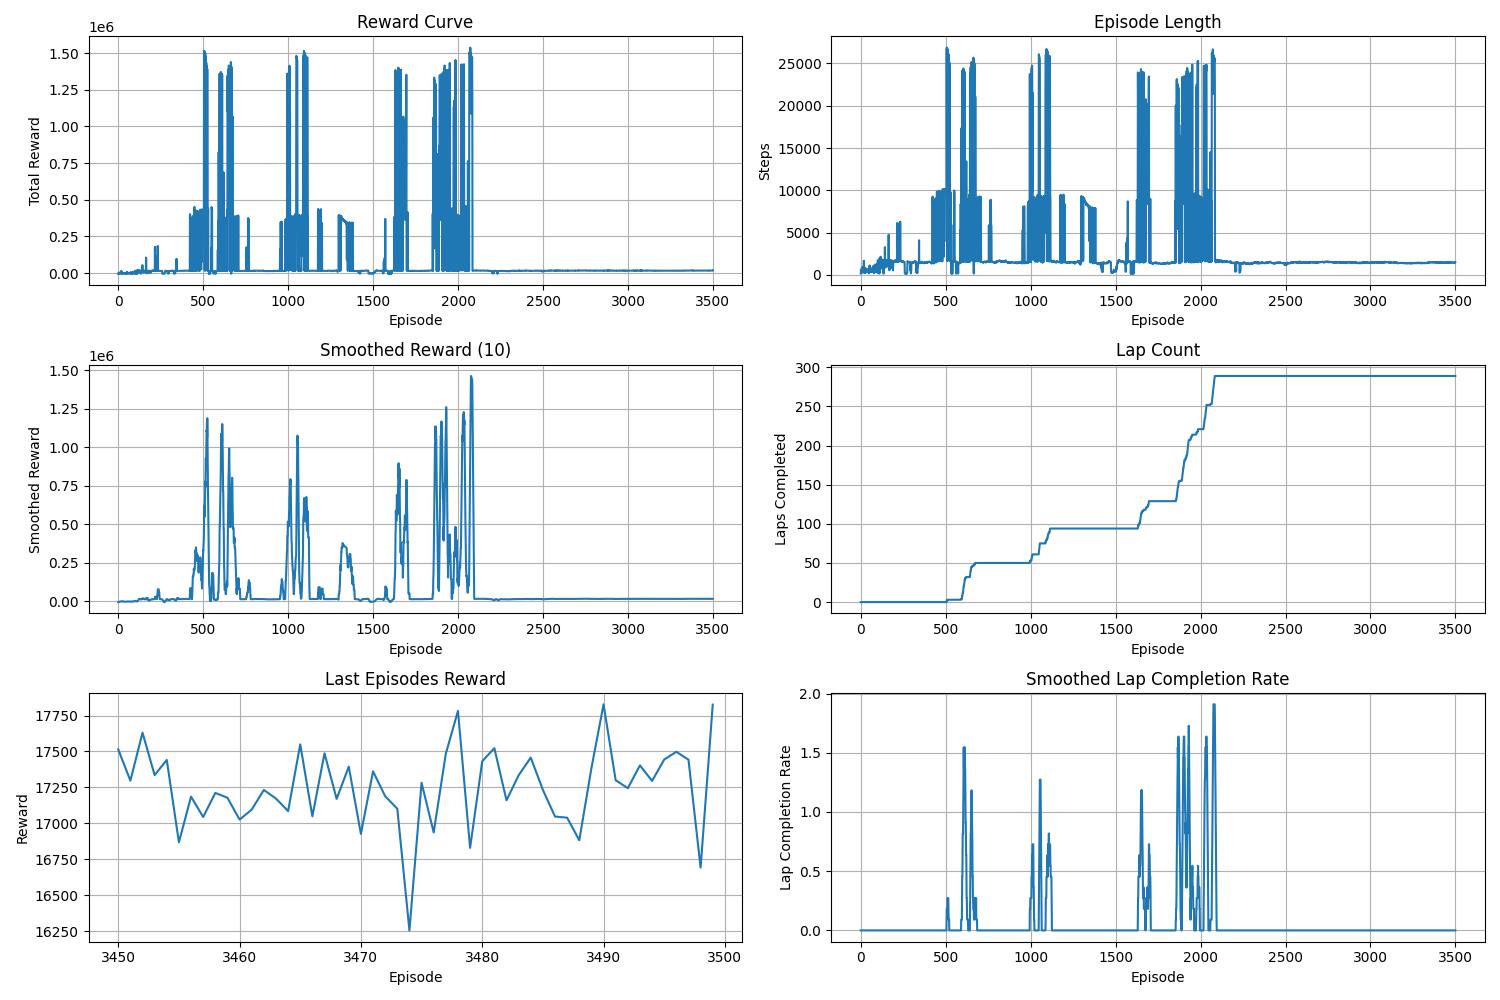 Reward Curve
1e6
Total Reward
1.50
1.25
1.00
0.75
0.50
0.25
0.00
0 500 1000 1500 2000 2500 3000 3500
Episode
Episode Length
Steps
25000
20000
15000
10000
5000
0
0 500 1000 1500 2000 2500 3000 3500
Episode
Smoothed Reward (10)
1e6
Smoothed Reward
1.50
1.25
1.00
0.75
0.50
0.25
0.00
0 500 1000 1500 2000 2500 3000 3500
Episode
Lap Count
Laps Completed
300
250
200
150
100
50
0
0 500 1000 1500 2000 2500 3000 3500
Episode
Last Episodes Reward
Reward
17750
17500
17250
17000
16750
16500
16250
3450 3460 3470 3480 3490 3500
Episode
Smoothed Lap Completion Rate
Lap Completion Rate
2.0
1.5
1.0
0.5
0.0
0 500 1000 1500 2000 2500 3000 3500
Episode